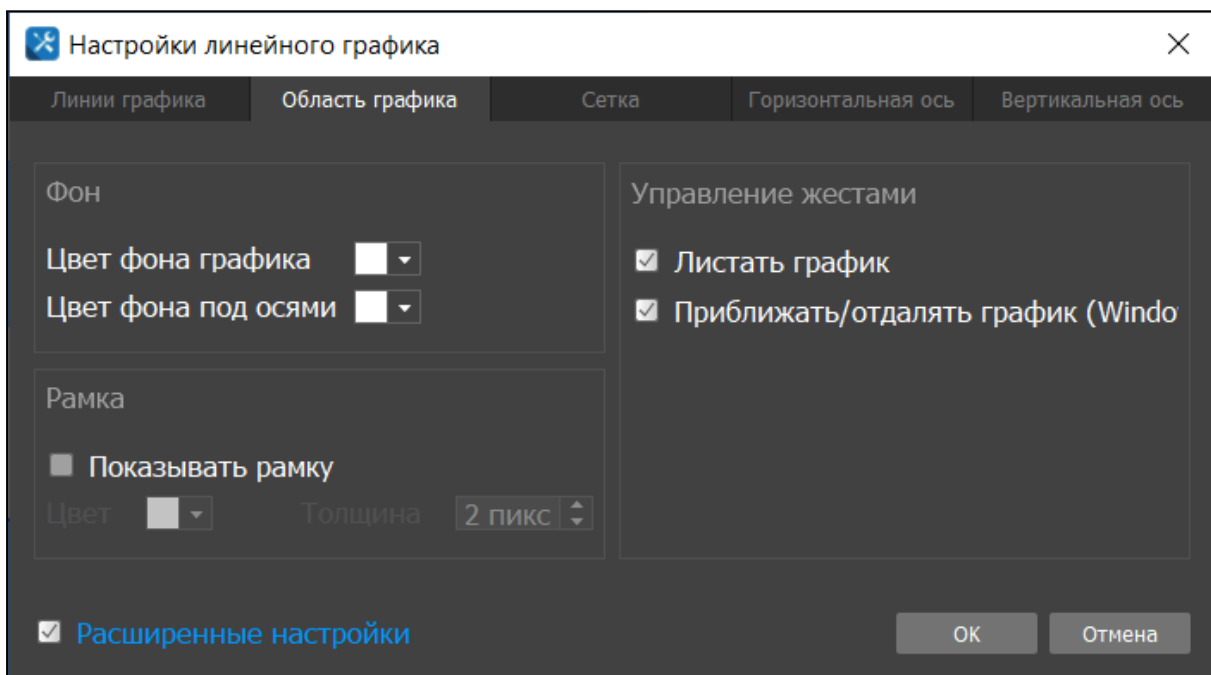 Настройки линейного графика
Линии графика Область графика Сетка Горизонтальная ось Вертикальная ось
Фон
Цвет фона графика
Цвет фона под осями
Рамка
Показывать рамку
Цвет Толщина 2 пикс
Управление жестами
Листать график
Приближать/отдалять график (Windo
Расширенные настройки
ОК Отмена